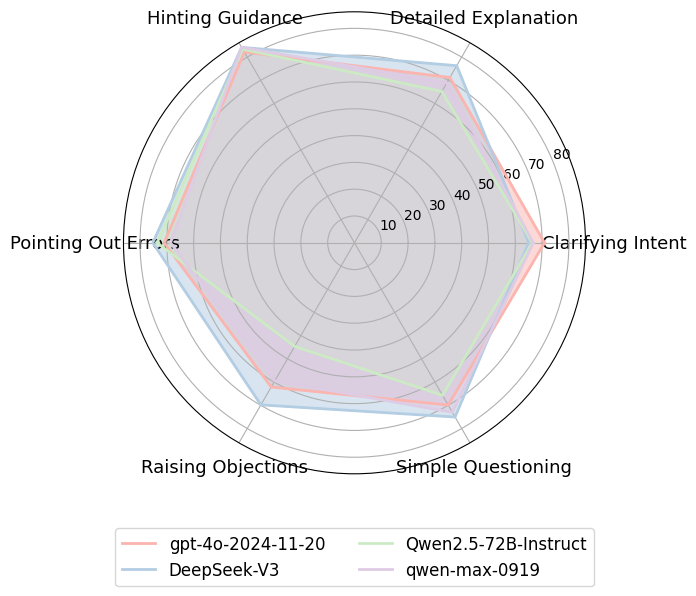 Hinting Guidance
Detailed Explanation
80
70
60
50
40
30
20
10
Pointing Out Errors
Clarifying Intent
Raising Objections
Simple Questioning
gpt-4o-2024-11-20
Qwen2.5-72B-Instruct
DeepSeek-V3
qwen-max-0919